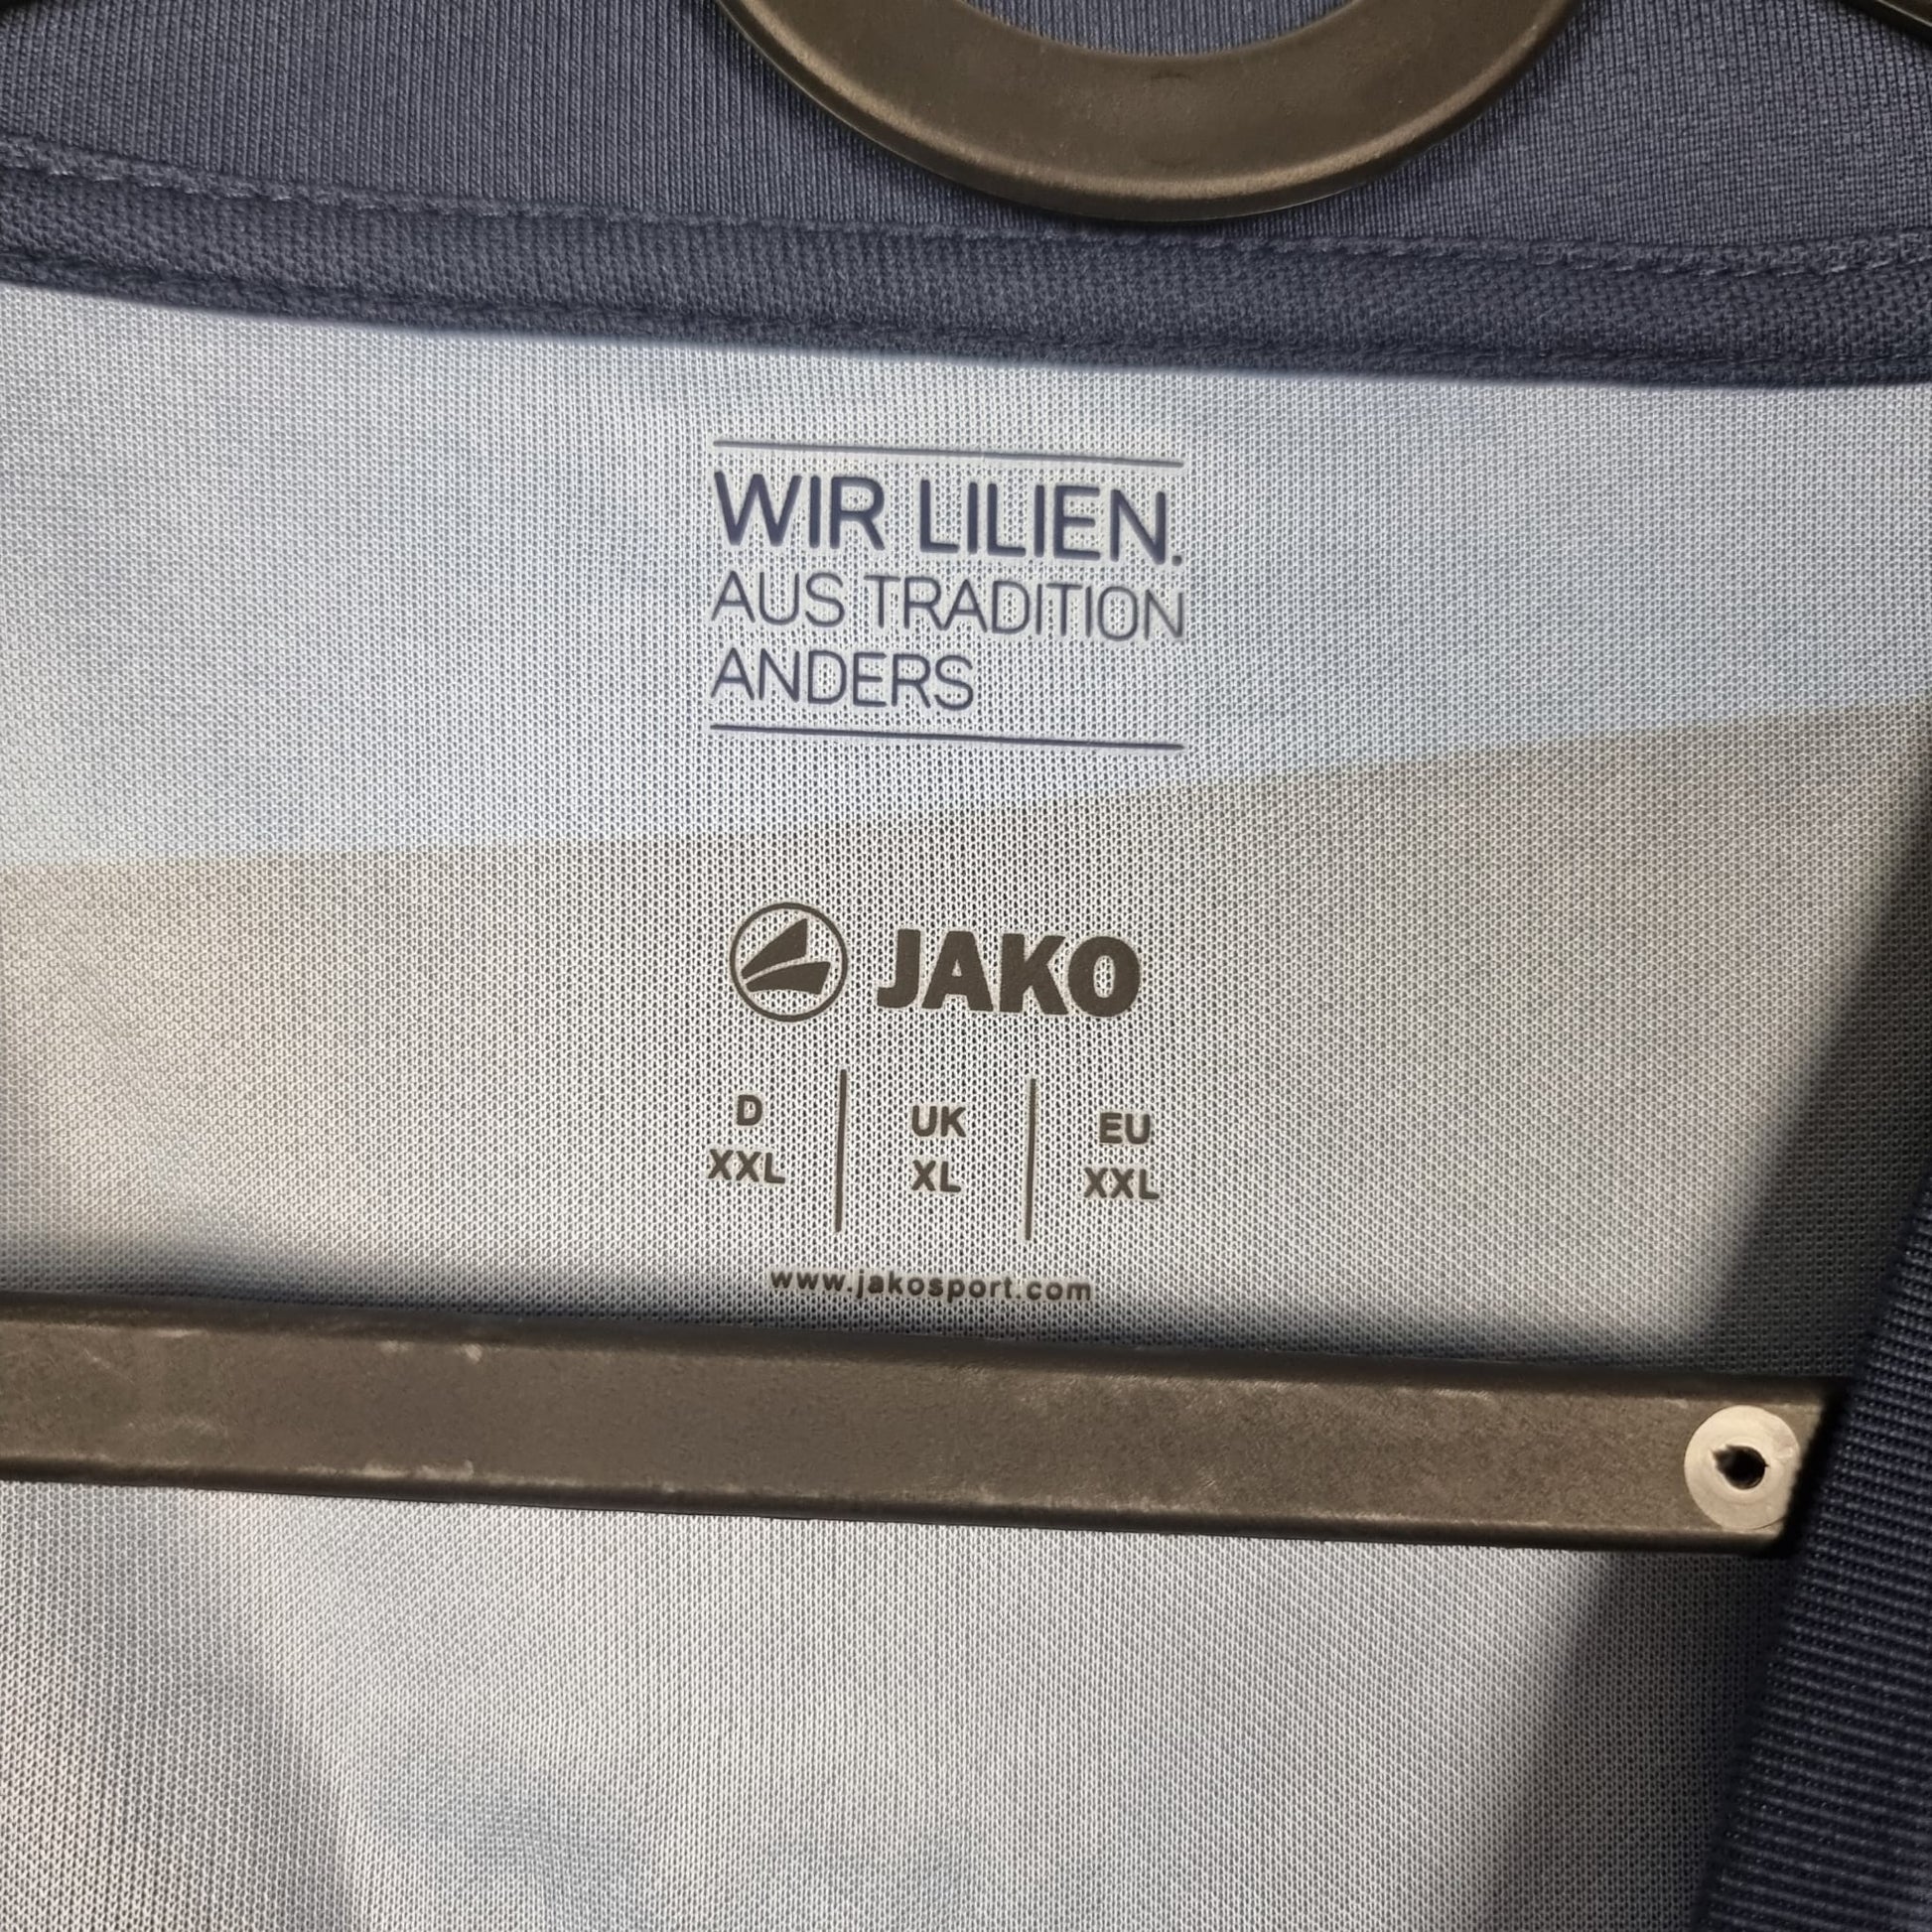 WIR LILIEN.
AUS TRADITION
ANDERS
JAKO
D UK EU
XXL XL XXL
www.jakosport.com